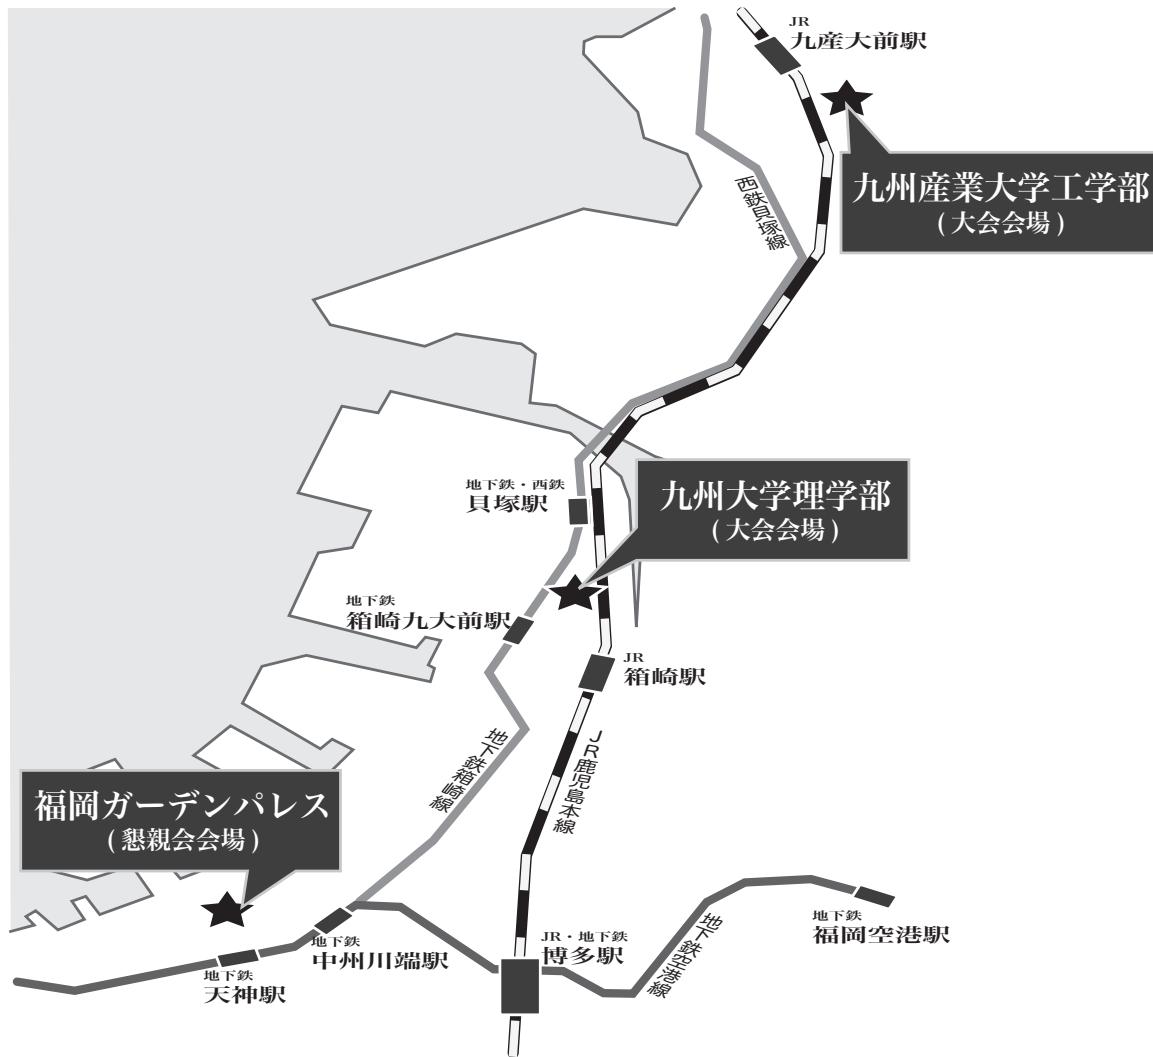 JR
九産大前駅
九州産業大学工学部
(大会会場)
西鉄貝塚線
地下鉄・西鉄
貝塚駅
九州大学理学部
(大会会場)
地下鉄
箱崎九大前駅
JR
箱崎駅
地下鉄箱崎線
JR鹿児島本線
福岡ガーデンパレス
(懇親会会場)
地下鉄
福岡空港駅
地下鉄空港線
地下鉄
中州川端駅
JR・地下鉄
博多駅
地下鉄
天神駅